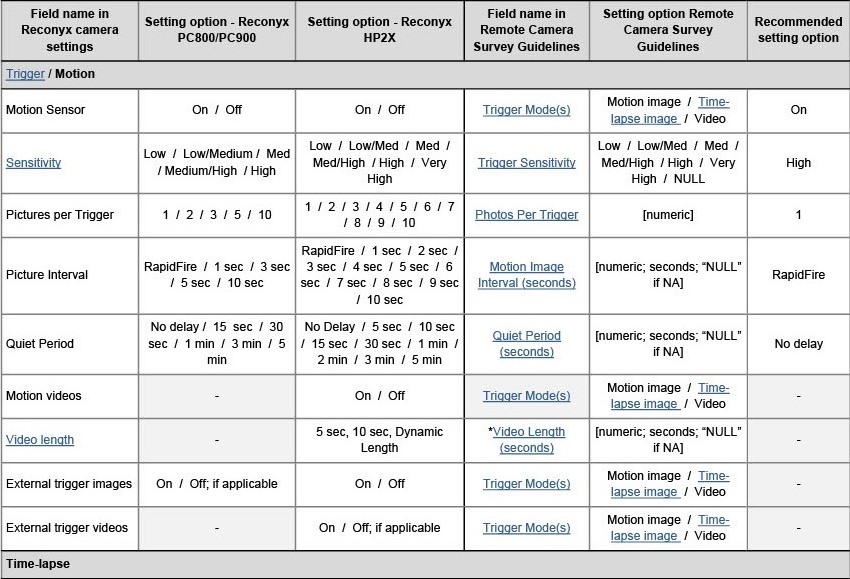 Field name in
Reconyx camera
settings
Setting option - Reconyx
PC800/PC900
Setting option - Reconyx
HP2X
Field name in
Remote Camera
Survey Guidelines
Setting option Remote
Camera Survey
Guidelines
Recommended
setting option
Trigger / Motion
Motion Sensor
On / Off
On / Off
Trigger Mode(s)
Motion image / Time-
lapse image / Video
On
Sensitivity
Low / Low/Medium / Med
/ Medium/High / High
Low / Low/Med / Med /
Med/High / High / Very
High
Trigger Sensitivity
Low / Low/Med / Med /
Med/High / High / Very
High / NULL
High
Pictures per Trigger
1 / 2 / 3 / 5 / 10
1 / 2 / 3 / 4 / 5 / 6 / 7
/ 8 / 9 / 10
Photos Per Trigger
[numeric]
1
Picture Interval
RapidFire / 1 sec / 3 sec
/ 5 sec / 10 sec
RapidFire / 1 sec / 2 sec /
3 sec / 4 sec / 5 sec / 6
sec / 7 sec / 8 sec / 9 sec
/ 10 sec
Motion Image
Interval (seconds)
[numeric; seconds; “NULL”
if NA]
RapidFire
Quiet Period
No delay / 15 sec / 30
sec / 1 min / 3 min / 5
min
No Delay / 5 sec / 10 sec
/ 15 sec / 30 sec / 1 min /
2 min / 3 min / 5 min
Quiet Period
(seconds)
[numeric; seconds; “NULL”
if NA]
No delay
Motion videos
-
On / Off
Trigger Mode(s)
Motion image / Time-
lapse image / Video
-
Video length
-
5 sec, 10 sec, Dynamic
Length
*Video Length
(seconds)
[numeric; seconds; “NULL”
if NA]
-
External trigger images
On / Off; if applicable
On / Off
Trigger Mode(s)
Motion image / Time-
lapse image / Video
-
External trigger videos
-
On / Off; if applicable
Trigger Mode(s)
Motion image / Time-
lapse image / Video
-
Time-lapse